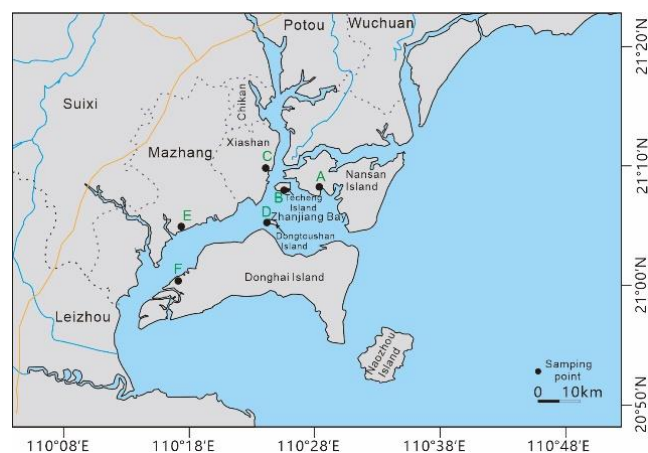 Potou
Wuchuan
21°20'N
Suixi
Chikan
Xiashan
Mazhang
C
21°10'N
A
Nansan
Island
B
Techeng
Island
D
Zhanjiang Bay
E
Dongtoushan
Island
F
Donghai Island
21°00'N
Leizhou
Naozhou
Island
Samping
point
0 10km
20°50'N
110°08'E 110°18'E 110°28'E 110°38'E 110°48'E